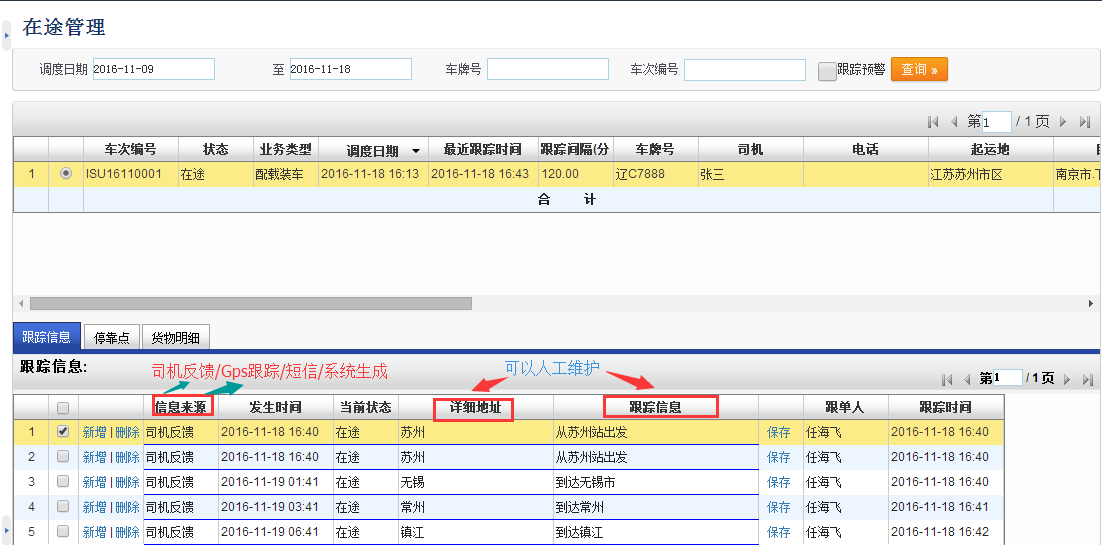 在途管理
调度日期 2016-11-09 至 2016-11-18 车牌号 车次编号 跟踪预警 查询 »
第 1 / 1 页
车次编号 状态 业务类型 调度日期 最近跟踪时间 跟踪间隔(分 车牌号 司机 电话 起运地
1 ISU16110001 在途 配载装车 2016-11-18 16:13 2016-11-18 16:43 120.00 辽C7888 张三 江苏苏州市区 南京市.下
合 计
跟踪信息 停靠点 货物明细
跟踪信息: 司机反馈/Gps跟踪/短信/系统生成 可以人工维护
第 1 / 1 页
信息来源 发生时间 当前状态 详细地址 跟踪信息 跟单人 跟踪时间
1 新增 | 删除 司机反馈 2016-11-18 16:40 在途 苏州 从苏州站出发 保存 任海飞 2016-11-18 16:40
2 新增 | 删除 司机反馈 2016-11-18 16:40 在途 苏州 从苏州站出发 保存 任海飞 2016-11-18 16:40
3 新增 | 删除 司机反馈 2016-11-19 01:41 在途 无锡 到达无锡市 保存 任海飞 2016-11-18 16:40
4 新增 | 删除 司机反馈 2016-11-19 03:41 在途 常州 到达常州 保存 任海飞 2016-11-18 16:41
5 新增 | 删除 司机反馈 2016-11-19 06:41 在途 镇江 到达镇江 保存 任海飞 2016-11-18 16:42